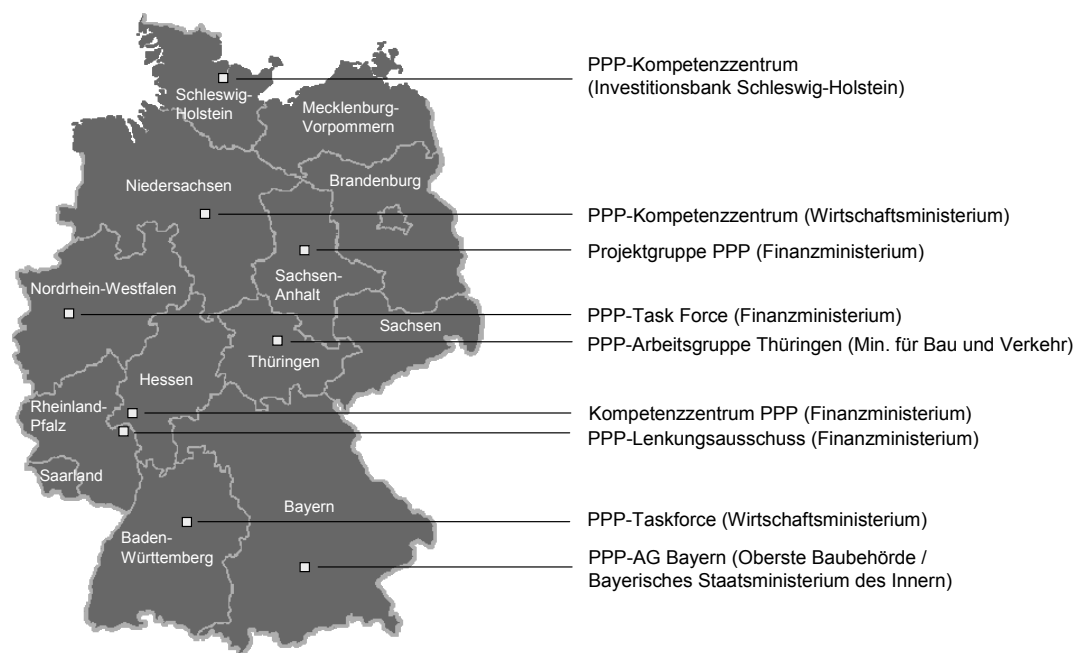 PPP-Kompetenzzentrum
(Investitionsbank Schleswig-Holstein)
Schleswig-
Holstein
Mecklenburg-
Vorpommern
Brandenburg
Niedersachsen
PPP-Kompetenzzentrum (Wirtschaftsministerium)
Projektgruppe PPP (Finanzministerium)
Sachsen-
Anhalt
Nordrhein-Westfalen
PPP-Task Force (Finanzministerium)
Sachsen
PPP-Arbeitsgruppe Thüringen (Min. für Bau und Verkehr)
Thüringen
Hessen
Rheinland-
Pfalz
Kompetenzzentrum PPP (Finanzministerium)
PPP-Lenkungsausschuss (Finanzministerium)
Saarland
Bayern
PPP-Taskforce (Wirtschaftsministerium)
Baden-
Württemberg
PPP-AG Bayern (Oberste Baubehörde /
Bayerisches Staatsministerium des Innern)